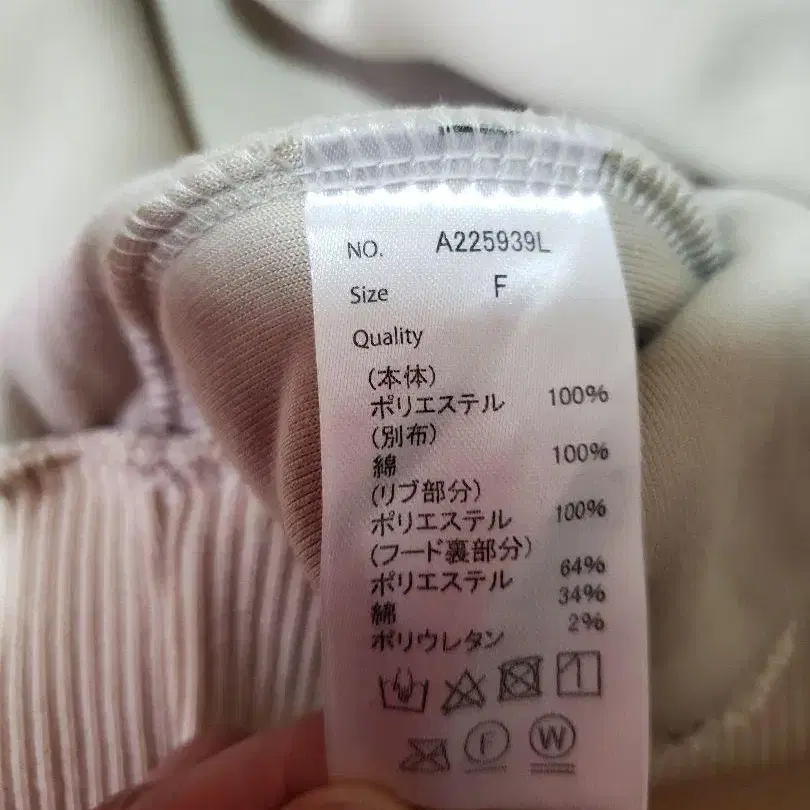 NO. A225939L
Size F
Quality
(本体)
ポリエステル 100%
(別布)
綿 100%
(リブ部分)
ポリエステル 100%
(フード裏部分)
ポリエステル 64%
綿 34%
ポリウレタン 2%
F W